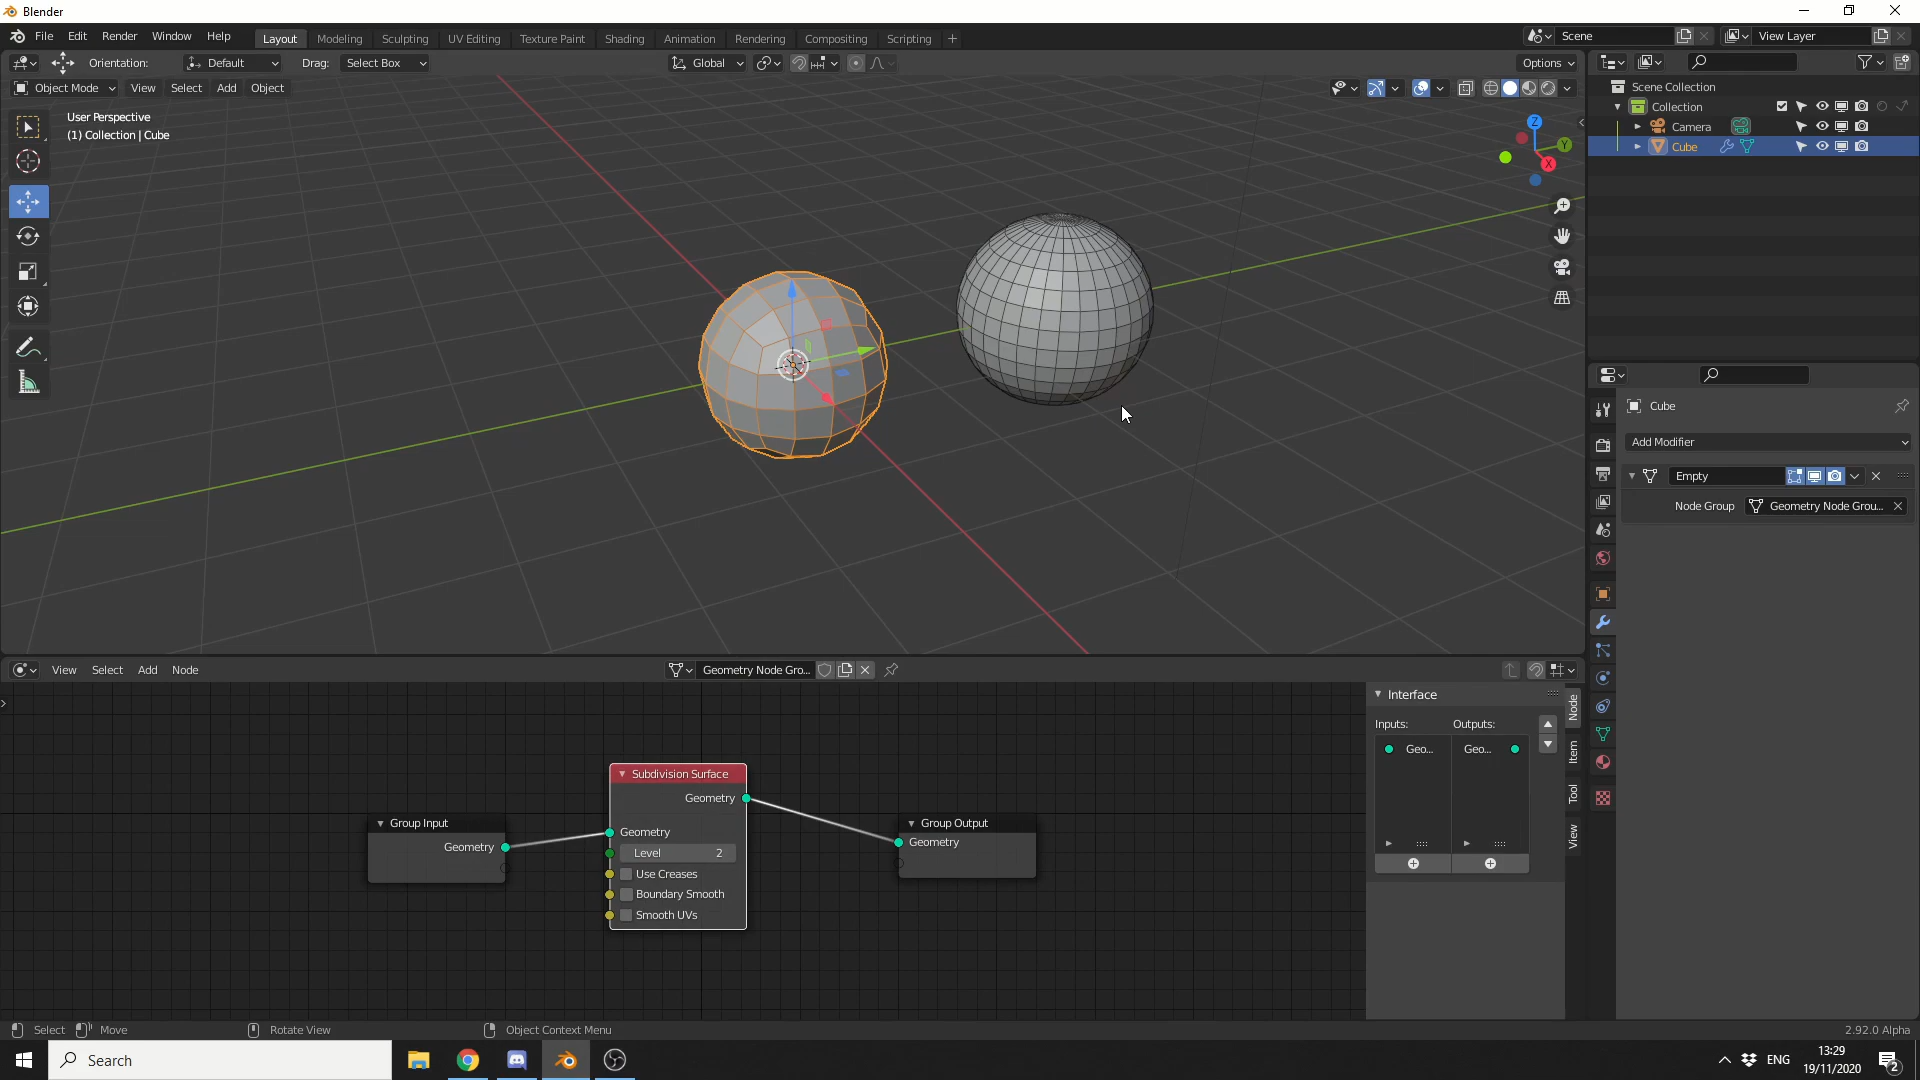 Blender
File Edit Render Window Help
Layout Modeling Sculpting UV Editing Texture Paint Shading Animation Rendering Compositing Scripting +
Scene
View Layer
Orientation: Default Drag: Select Box
Global
Options
Object Mode View Select Add Object
User Perspective
(1) Collection | Cube
Z
Y
X
Scene Collection
Collection
Camera
Cube
Cube
Add Modifier
Empty
Node Group Geometry Node Grou...
View Select Add Node
Geometry Node Gro...
Interface
Inputs: Outputs:
Geo... Geo...
Node
Item
Tool
View
Group Input
Geometry
Subdivision Surface
Geometry
Geometry
Level 2
Use Creases
Boundary Smooth
Smooth UVs
Group Output
Geometry
Select Move Rotate View Object Context Menu
2.92.0 Alpha
Search
ENG
13:29
19/11/2020
2